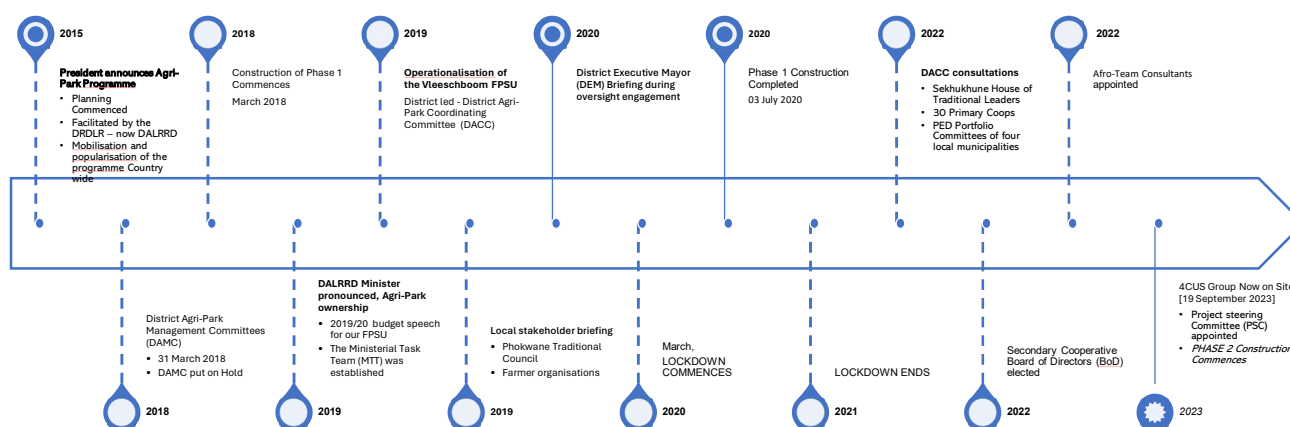 2015
President announces Agri-
Park Programme
• Planning
Commenced
• Facilitated by the
DRDLR – now DALRRD
• Mobilisation and
popularisation of the
programme Country
wide
2018
Construction of Phase 1
Commences
March 2018
2019
Operationalisation of
the Vleeschboom FPSU
District led - District Agri-
Park Coordinating
Committee (DACC)
2020
District Executive Mayor
(DEM) Briefing during
oversight engagement
2020
Phase 1 Construction
Completed
03 July 2020
2022
DACC consultations
• Sekhukhune House of
Traditional Leaders
• 30 Primary Coops
• PED Portfolio
Committees of four
local municipalities
2022
Afro-Team Consultants
appointed
District Agri-Park
Management Committees
(DAMC)
• 31 March 2018
• DAMC put on Hold
2018
DALRRD Minister
pronounced, Agri-Park
ownership
• 2019/20 budget speech
for our FPSU
• The Ministerial Task
Team (MTT) was
established
2019
Local stakeholder briefing
• Phokwane Traditional
Council
• Farmer organisations
2019
March,
LOCKDOWN
COMMENCES
2020
LOCKDOWN ENDS
2021
Secondary Cooperative
Board of Directors (BoD)
elected
2022
4CUS Group Now on Site
[19 September 2023]
• Project steering
Committee (PSC)
appointed
• PHASE 2 Construction
Commences
2023